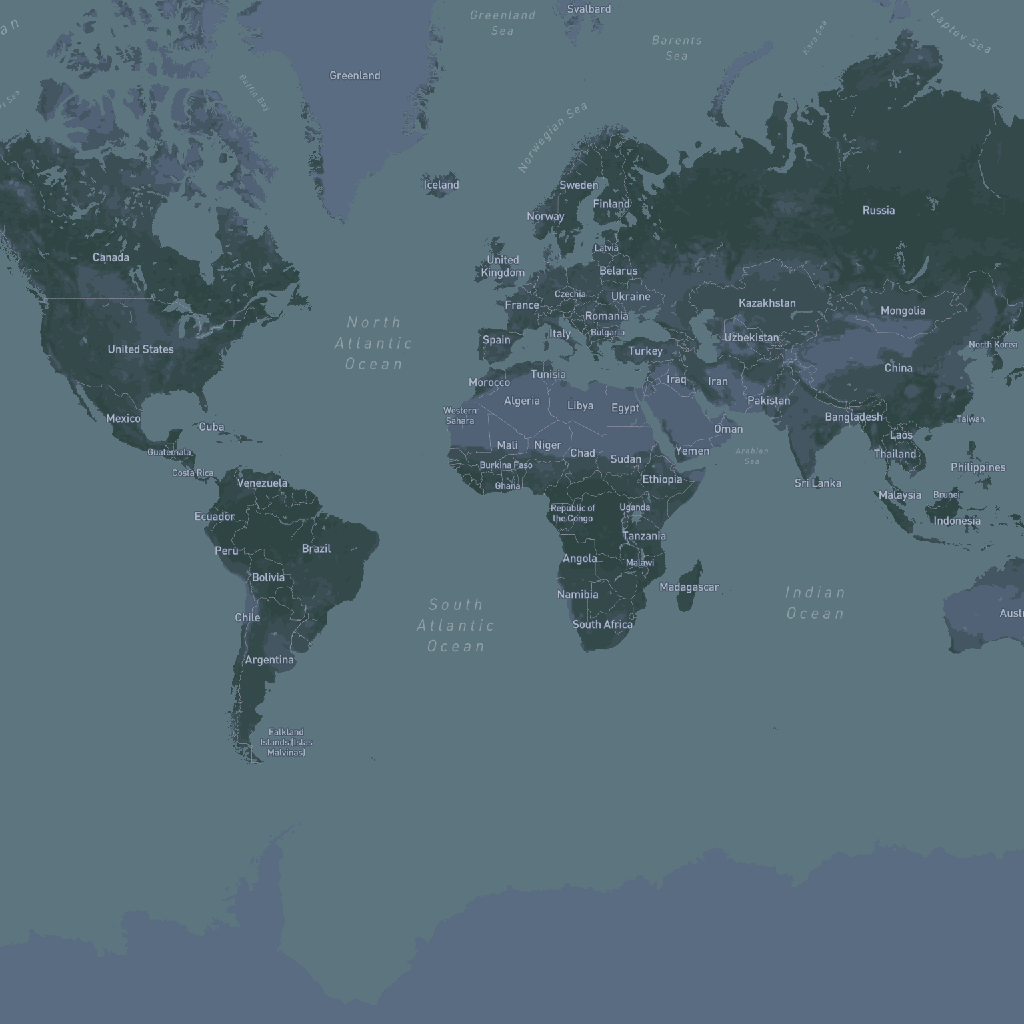 Svalbard
Greenland
Sea
Laptev Sea
Barents
Sea
Kara Sea
Greenland
Baffin Bay
Norwegian Sea
Iceland
Sweden
Finland
Norway
Russia
Latvia
Canada
United
Kingdom
Belarus
Czechia
Ukraine
France
Kazakhstan
Mongolia
Romania
North
Atlantic
Ocean
Italy
Bulgaria
Spain
Uzbekistan
North Korea
United States
Turkey
China
Tunisia
Morocco
Iraq
Iran
Pakistan
Algeria
Libya
Egypt
Western
Sahara
Mexico
Cuba
Bangladesh
Taiwan
Oman
Laos
Mali
Niger
Chad
Sudan
Yemen
Arabian
Sea
Thailand
Guatemala
Burkina Faso
Philippines
Costa Rica
Venezuela
Ghana
Ethiopia
Sri Lanka
Malaysia
Brunei
Ecuador
Republic of
the Congo
Uganda
Indonesia
Peru
Brazil
Tanzania
Angola
Malawi
Bolivia
Namibia
Madagascar
Indian
Ocean
South
Atlantic
Ocean
Chile
South Africa
Austr
Argentina
Falkland
Islands (Islas
Malvinas)